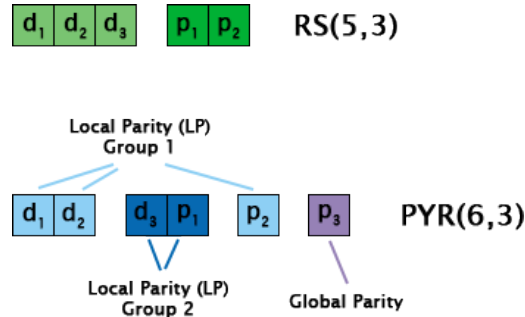 d₁ d₂ d₃ p₁ p₂ RS(5,3)
Local Parity (LP)
Group 1
d₁ d₂ d₃ p₁ p₂ p₃ PYR(6,3)
Local Parity (LP)
Group 2
Global Parity